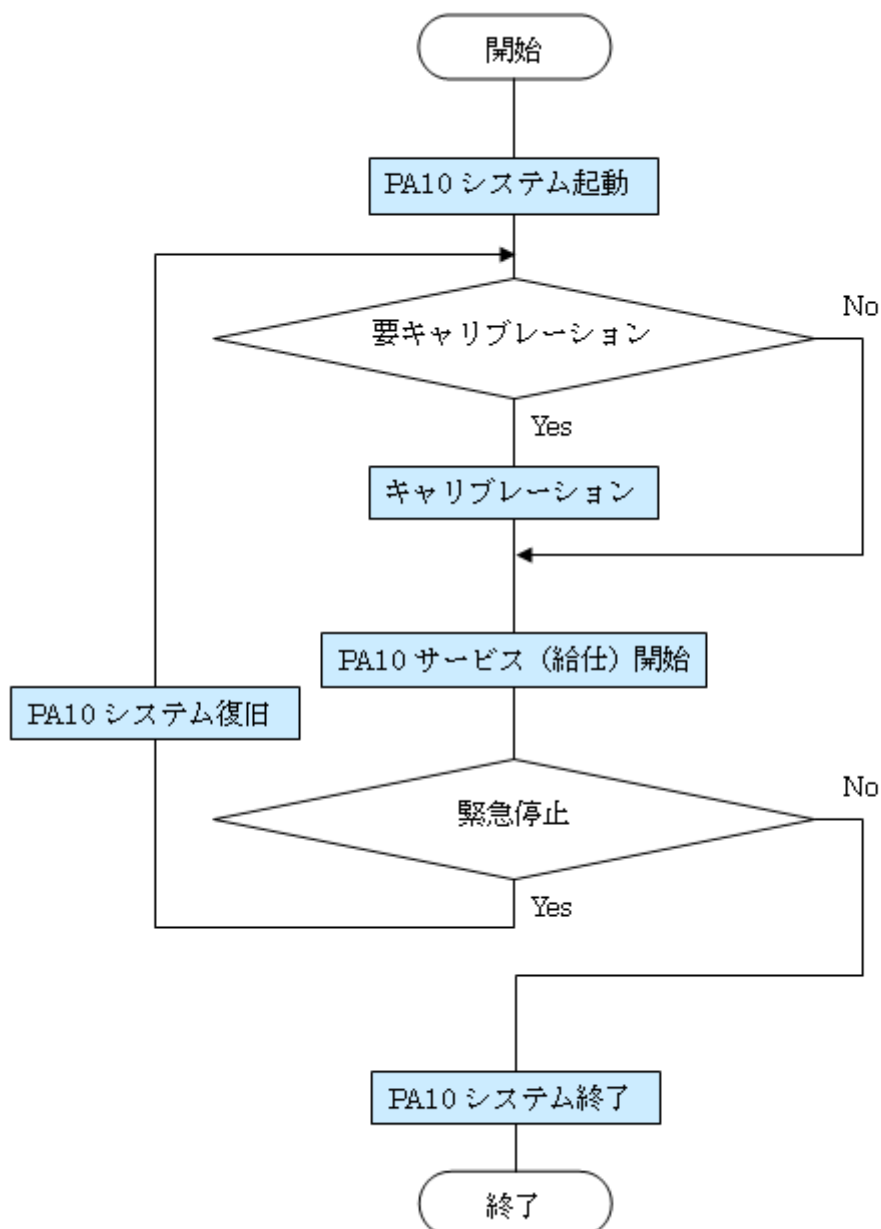 開始
PA10 システム起動
要キャリブレーション
No
Yes
キャリブレーション
PA10 サービス（給仕）開始
PA10 システム復旧
緊急停止
No
Yes
PA10 システム終了
終了